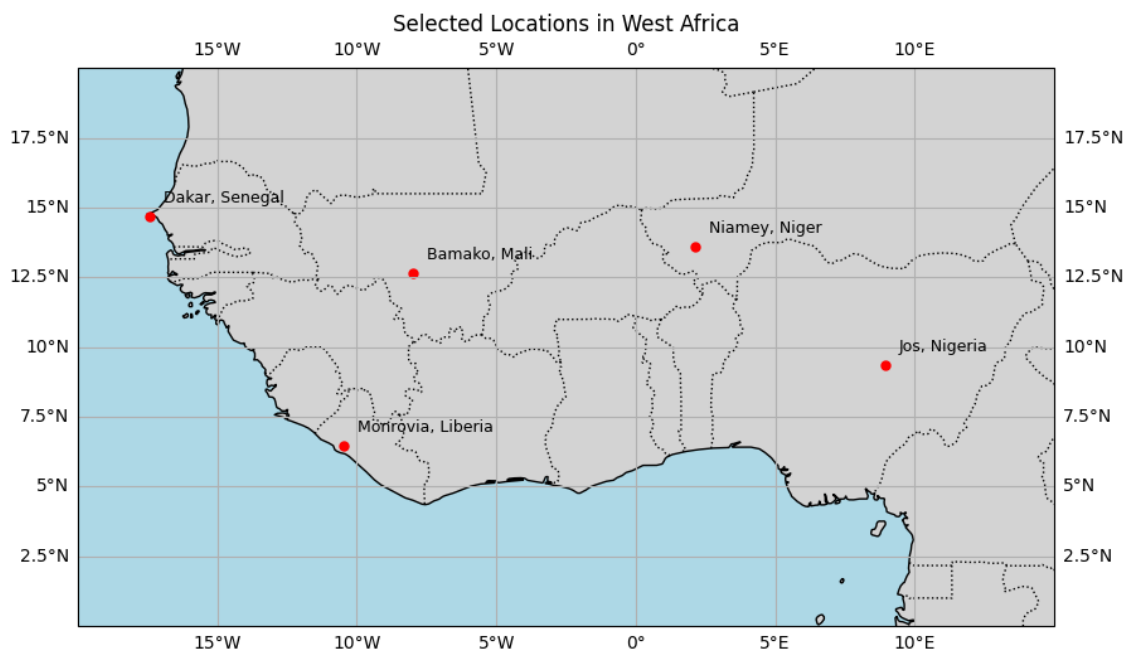 Selected Locations in West Africa
15°W 10°W 5°W 0° 5°E 10°E
17.5°N 17.5°N
Dakar, Senegal
15°N 15°N
Niamey, Niger
Bamako, Mali
12.5°N 12.5°N
10°N Jos, Nigeria 10°N
7.5°N 7.5°N
Monrovia, Liberia
5°N 5°N
2.5°N 2.5°N
15°W 10°W 5°W 0° 5°E 10°E